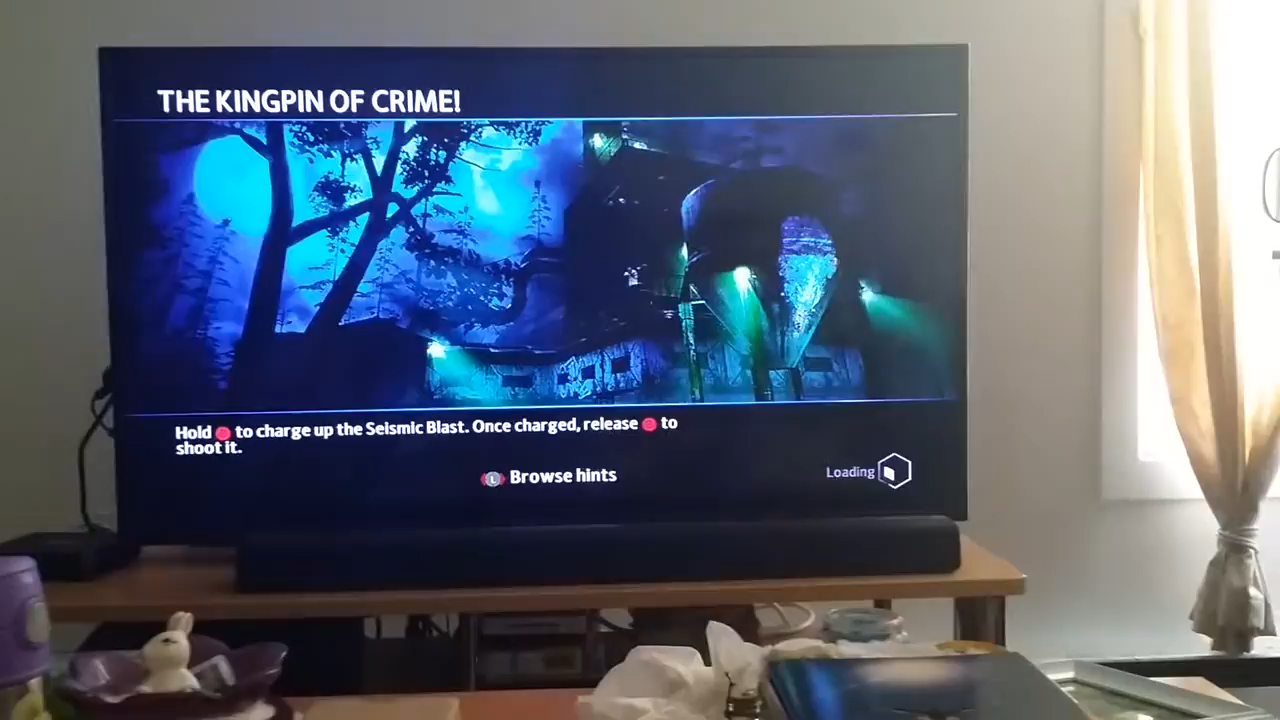 THE KINGPIN OF CRIME!
Hold to charge up the Seismic Blast. Once charged, release to
shoot it.
L Browse hints
Loading